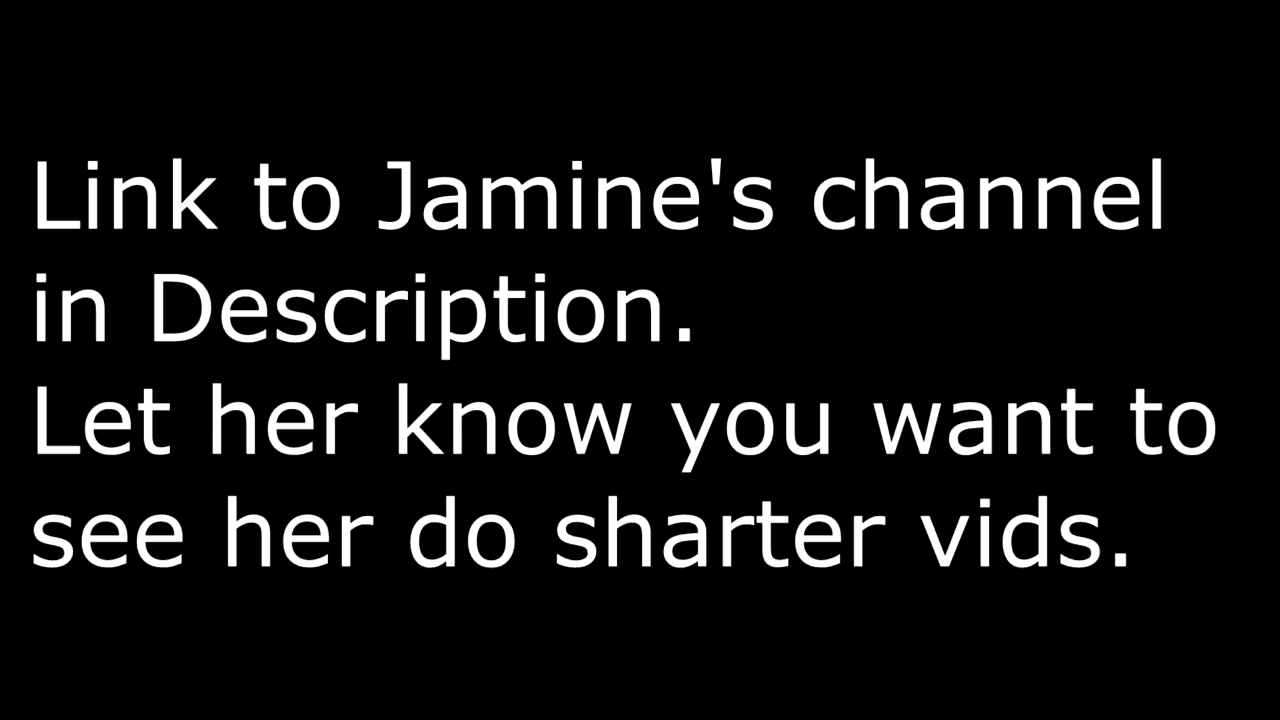 Link to Jamine's channel
in Description.
Let her know you want to
see her do sharter vids.